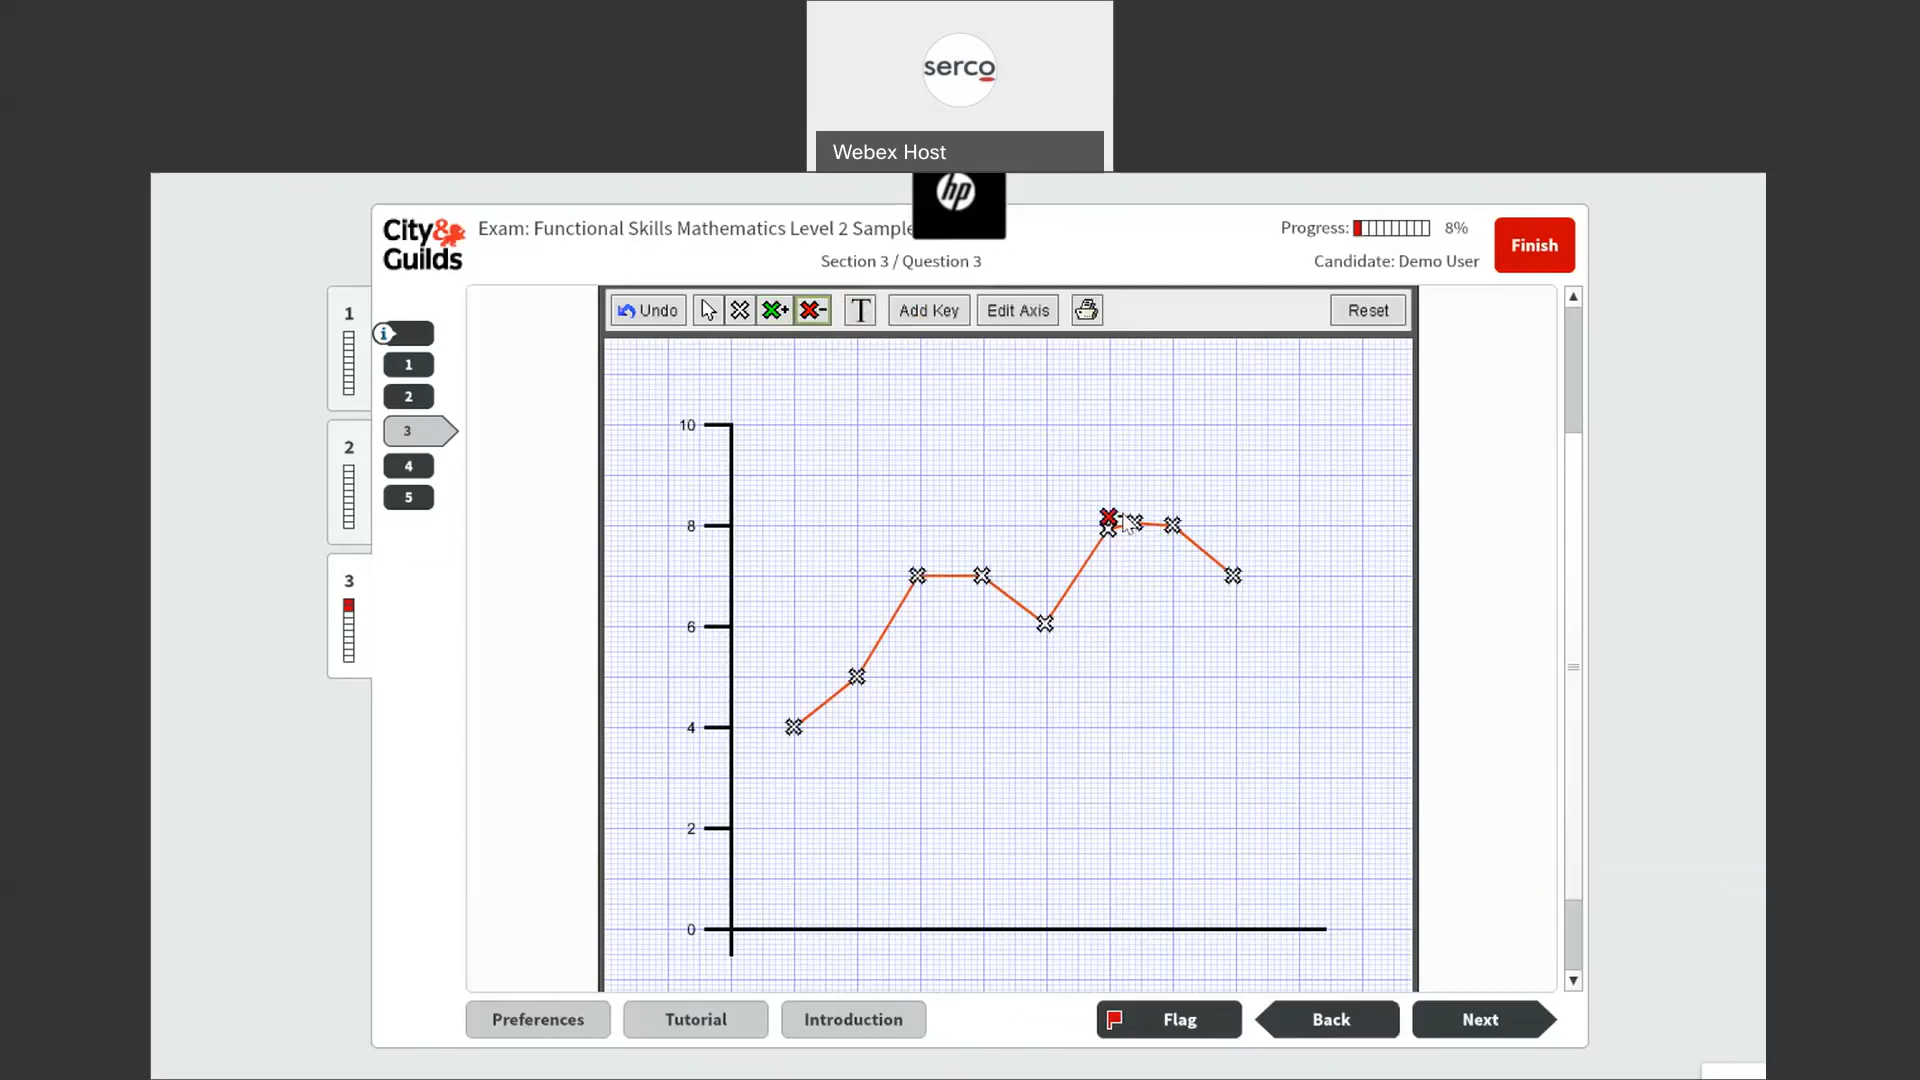 serco
Webex Host
hp
City&Guilds
Exam: Functional Skills Mathematics Level 2 Sample
Section 3 / Question 3
Progress: 8%
Candidate: Demo User
Finish
Undo
T
Add Key
Edit Axis
Reset
1
2
3
i
1
2
3
4
5
10
8
6
4
2
0
Preferences
Tutorial
Introduction
Flag
Back
Next